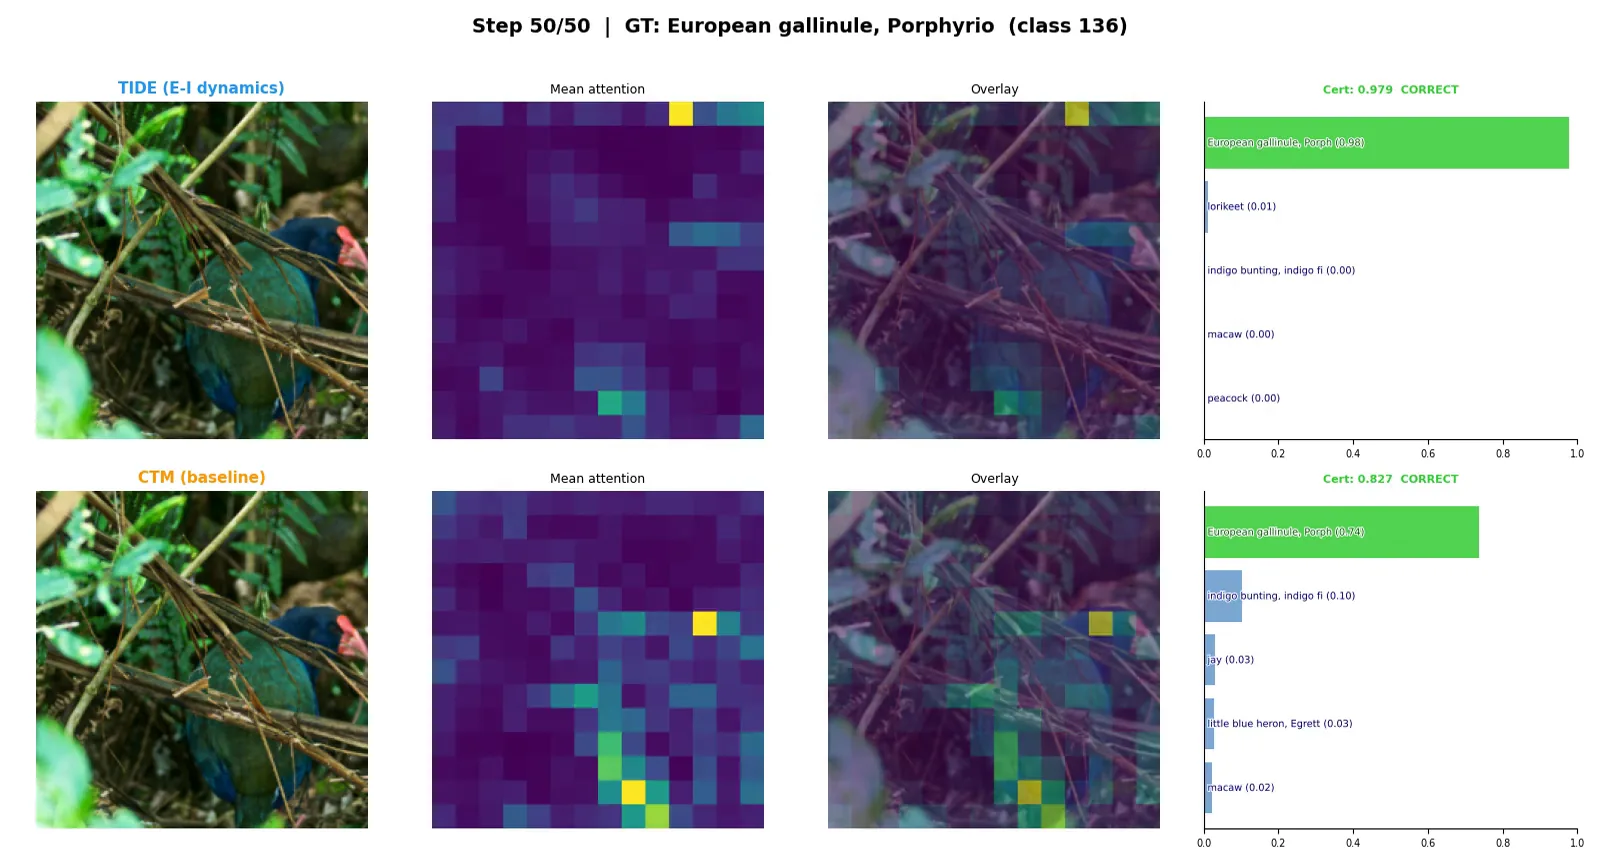 Step 50/50 | GT: European gallinule, Porphyrio (class 136)
TIDE (E-I dynamics)
Mean attention
Overlay
Cert: 0.979 CORRECT
European gallinule, Porph (0.98)
lorikeet (0.01)
indigo bunting, indigo fi (0.00)
macaw (0.00)
peacock (0.00)
0.0 0.2 0.4 0.6 0.8 1.0
CTM (baseline)
Mean attention
Overlay
Cert: 0.827 CORRECT
European gallinule, Porph (0.74)
indigo bunting, indigo fi (0.10)
jay (0.03)
little blue heron, Egrett (0.03)
macaw (0.02)
0.0 0.2 0.4 0.6 0.8 1.0